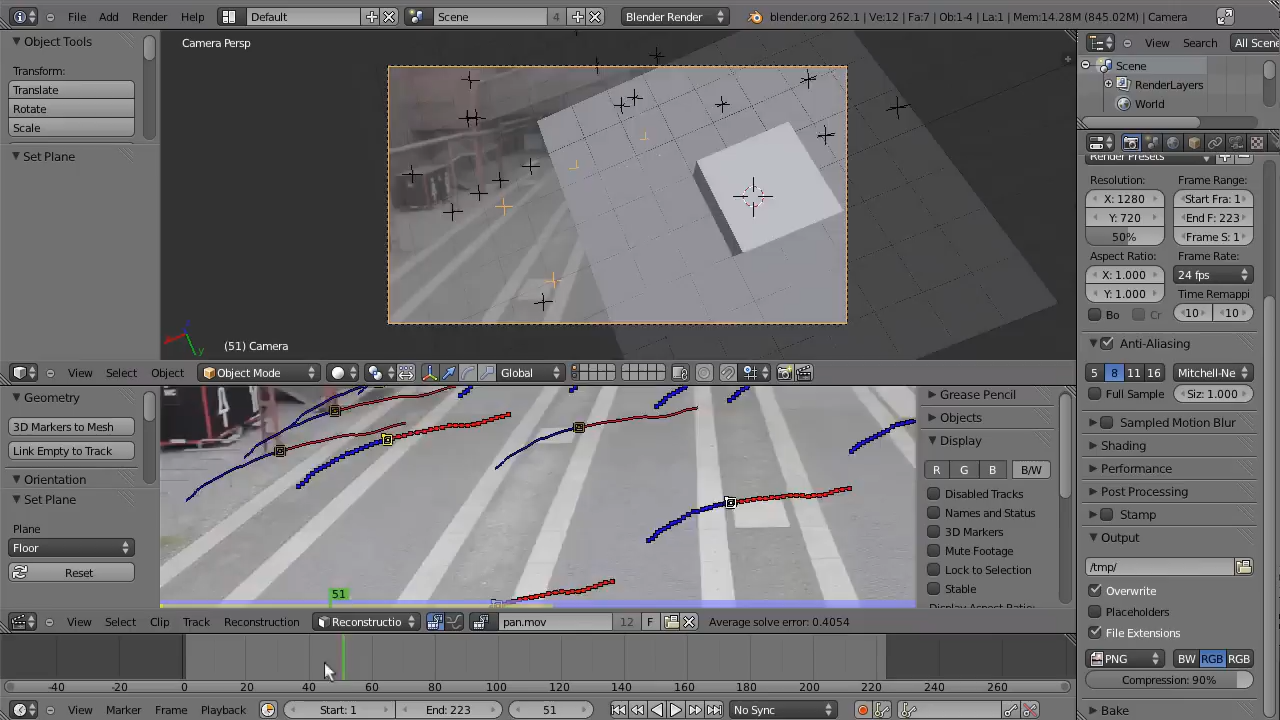 File Add Render Help Default Scene 4 Blender Render blender.org 262.1 | Ve:12 | Fa:7 | Ob:1-4 | La:1 | Mem:14.28M (845.02M) | Camera
Object Tools
Transform:
Translate
Rotate
Scale
Set Plane
Camera Persp
(51) Camera
View Select Object Object Mode Global
View Search All Scene
Scene
RenderLayers
World
Render Presets
Resolution: Frame Range:
X: 1280 Start Fra: 1
Y: 720 End F: 223
50% Frame S: 1
Aspect Ratio: Frame Rate:
X: 1.000 24 fps
Y: 1.000 Time Remappi
Bo Cr 10 10
Anti-Aliasing
5 8 11 16 Mitchell-Ne
Full Sample Siz: 1.000
Sampled Motion Blur
Shading
Performance
Post Processing
Stamp
Output
/tmp/
Overwrite
Placeholders
File Extensions
PNG BW RGB RGB
Compression: 90%
Bake
Geometry
3D Markers to Mesh
Link Empty to Track
Orientation
Set Plane
Plane
Floor
Reset
51
Grease Pencil
Objects
Display
R G B B/W
Disabled Tracks
Names and Status
3D Markers
Mute Footage
Lock to Selection
Stable
Display Aspect Ratio:
View Select Clip Track Reconstruction Reconstructio pan.mov 12 F Average solve error: 0.4054
-40 -20 0 20 40 60 80 100 120 140 160 180 200 220 240 260
View Marker Frame Playback Start: 1 End: 223 51 No Sync